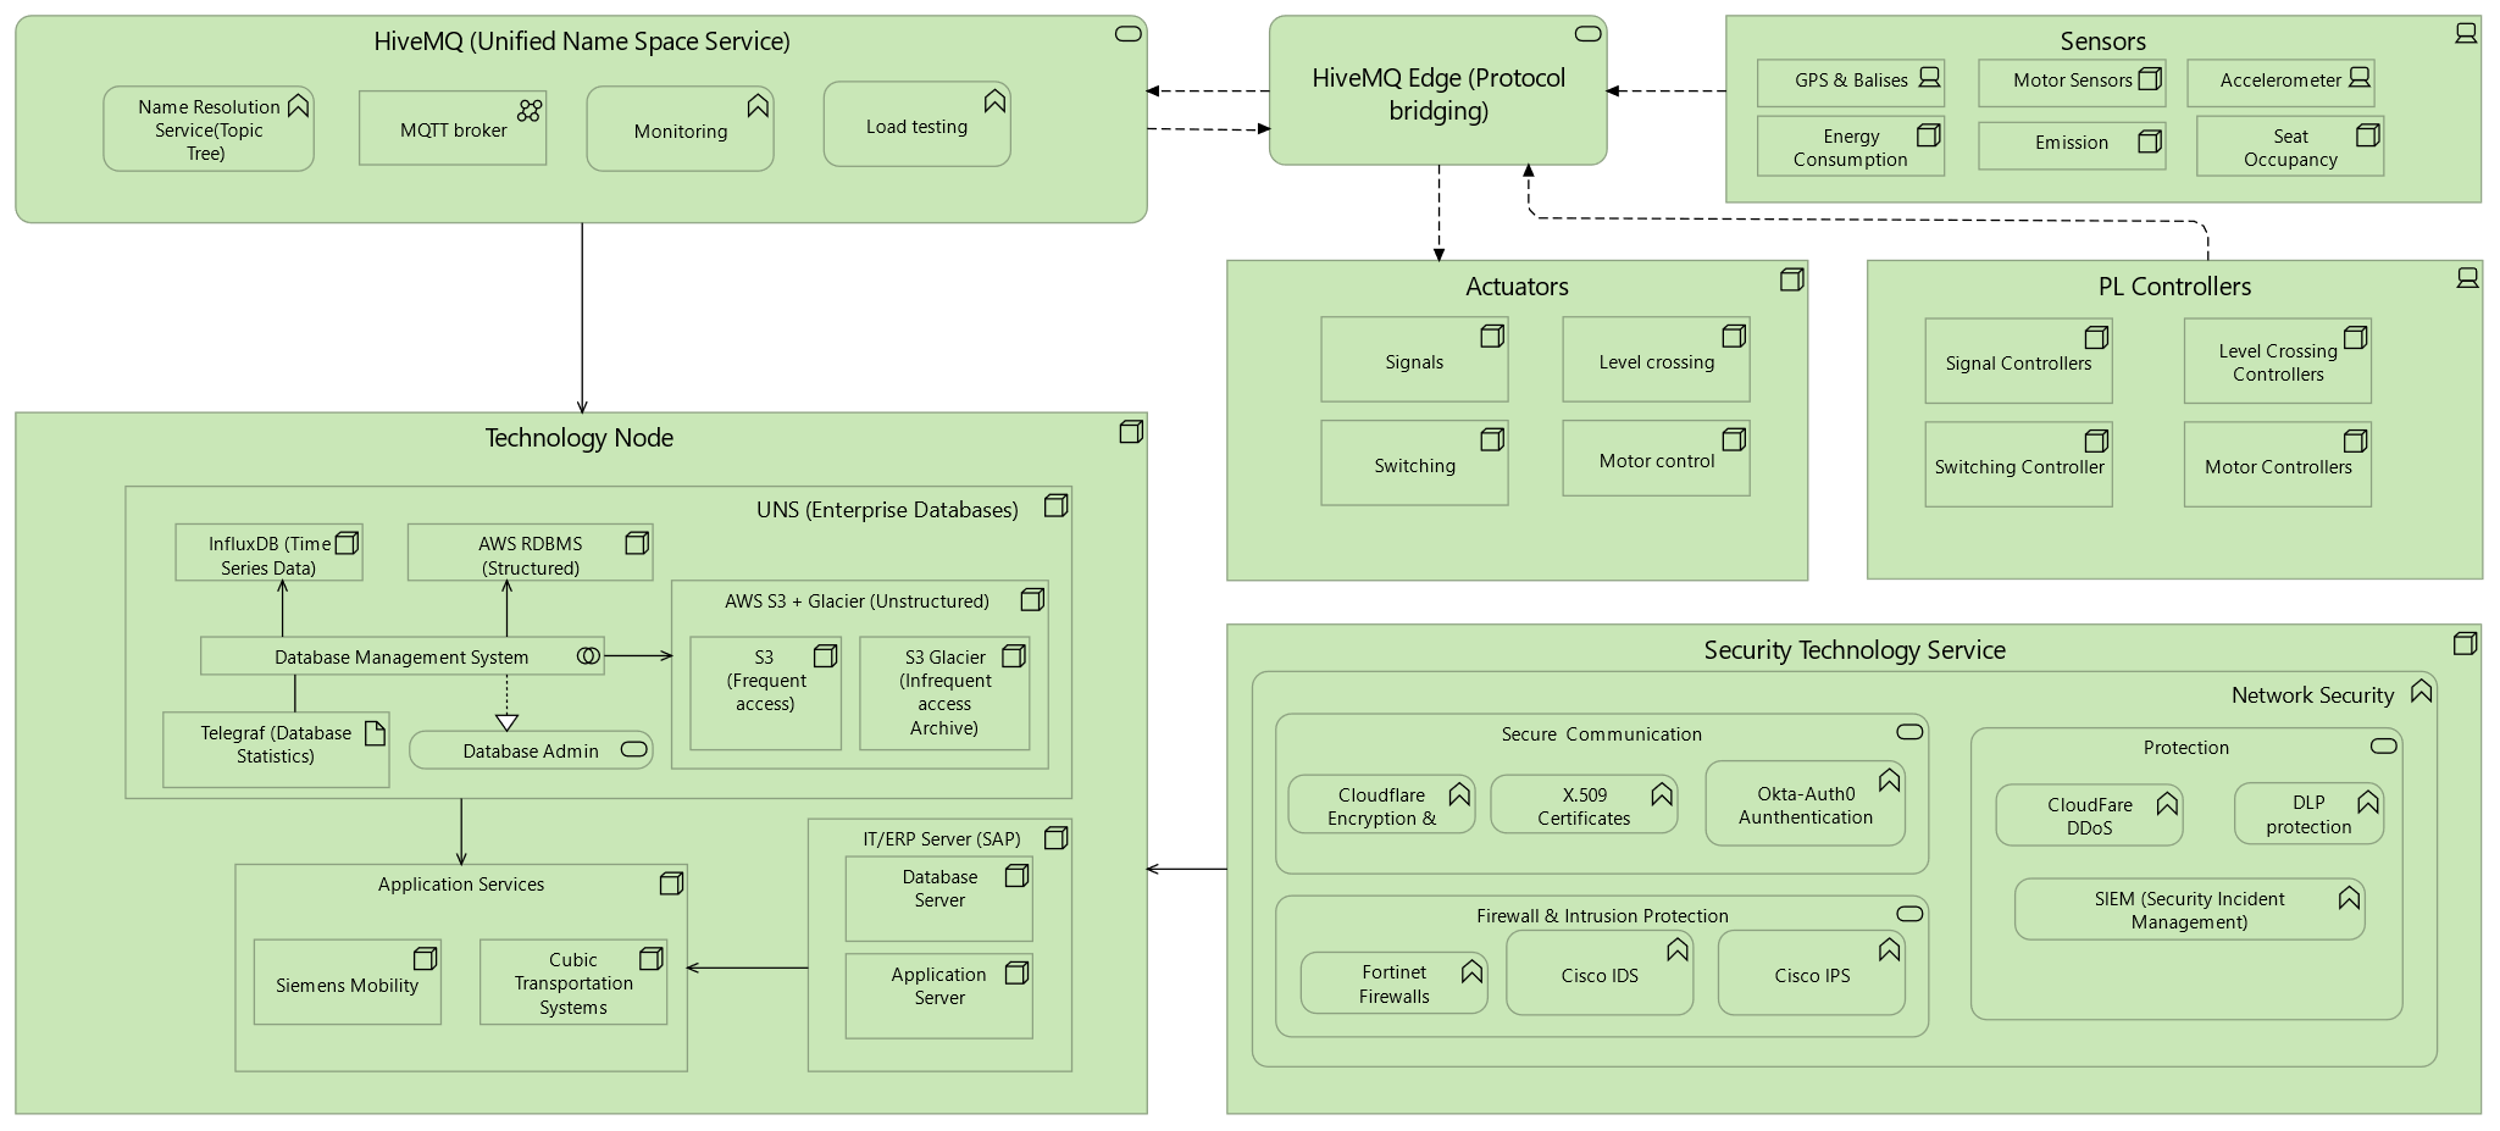 HiveMQ (Unified Name Space Service)
Name Resolution
Service(Topic
Tree)
MQTT broker
Monitoring
Load testing
HiveMQ Edge (Protocol
bridging)
Sensors
GPS & Balises
Motor Sensors
Accelerometer
Energy
Consumption
Emission
Seat
Occupancy
Actuators
Signals
Level crossing
Switching
Motor control
PL Controllers
Signal Controllers
Level Crossing
Controllers
Switching Controller
Motor Controllers
Technology Node
UNS (Enterprise Databases)
InfluxDB (Time
Series Data)
AWS RDBMS
(Structured)
AWS S3 + Glacier (Unstructured)
S3
(Frequent
access)
S3 Glacier
(Infrequent
access
Archive)
Database Management System
Telegraf (Database
Statistics)
Database Admin
IT/ERP Server (SAP)
Database
Server
Application
Server
Application Services
Siemens Mobility
Cubic
Transportation
Systems
Security Technology Service
Network Security
Secure  Communication
Cloudflare
Encryption &
X.509
Certificates
Okta-Auth0
Aunthentication
Protection
CloudFare
DDoS
DLP
protection
SIEM (Security Incident
Management)
Firewall & Intrusion Protection
Fortinet
Firewalls
Cisco IDS
Cisco IPS